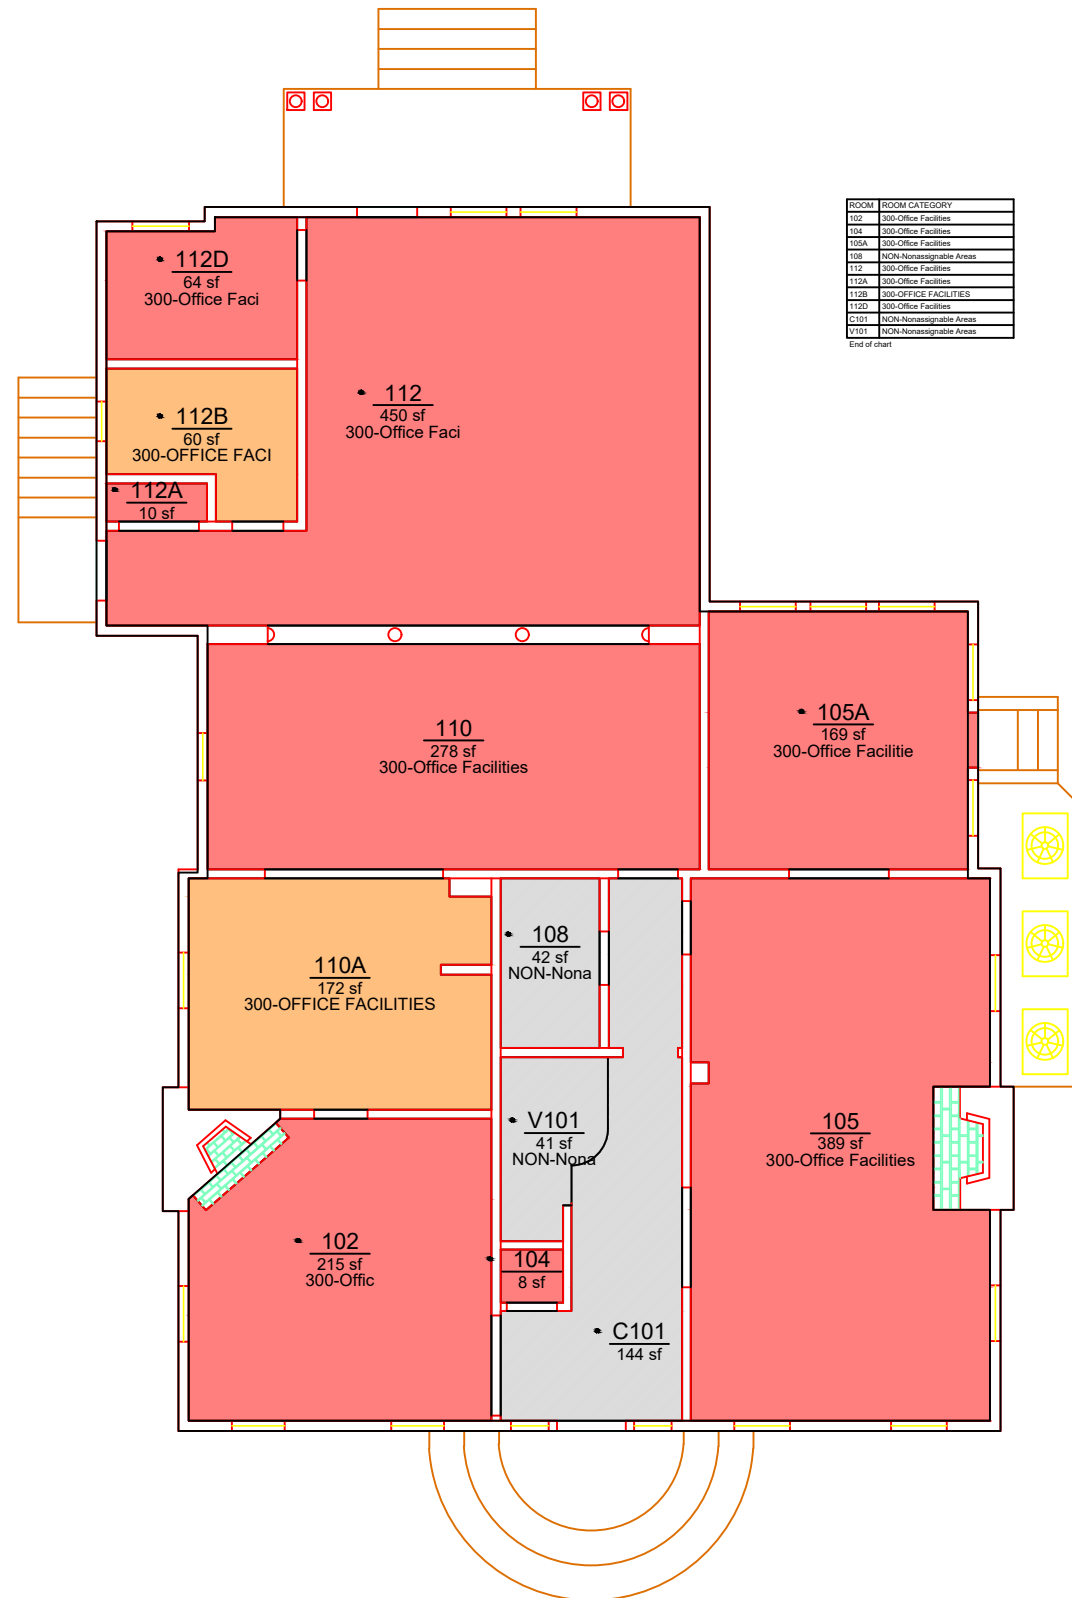 ROOM ROOM CATEGORY
102 300-Office Facilities
104 300-Office Facilities
105A 300-Office Facilities
108 NON-Nonassignable Areas
112 300-Office Facilities
112A 300-Office Facilities
112B 300-OFFICE FACILITIES
112D 300-Office Facilities
C101 NON-Nonassignable Areas
V101 NON-Nonassignable Areas
End of chart
112D
64 sf
300-Office Faci
112
450 sf
300-Office Faci
112B
60 sf
300-OFFICE FACI
112A
10 sf
110
278 sf
300-Office Facilities
105A
169 sf
300-Office Facilitie
108
42 sf
NON-Nona
110A
172 sf
300-OFFICE FACILITIES
V101
41 sf
NON-Nona
105
389 sf
300-Office Facilities
102
215 sf
300-Offic
104
8 sf
C101
144 sf